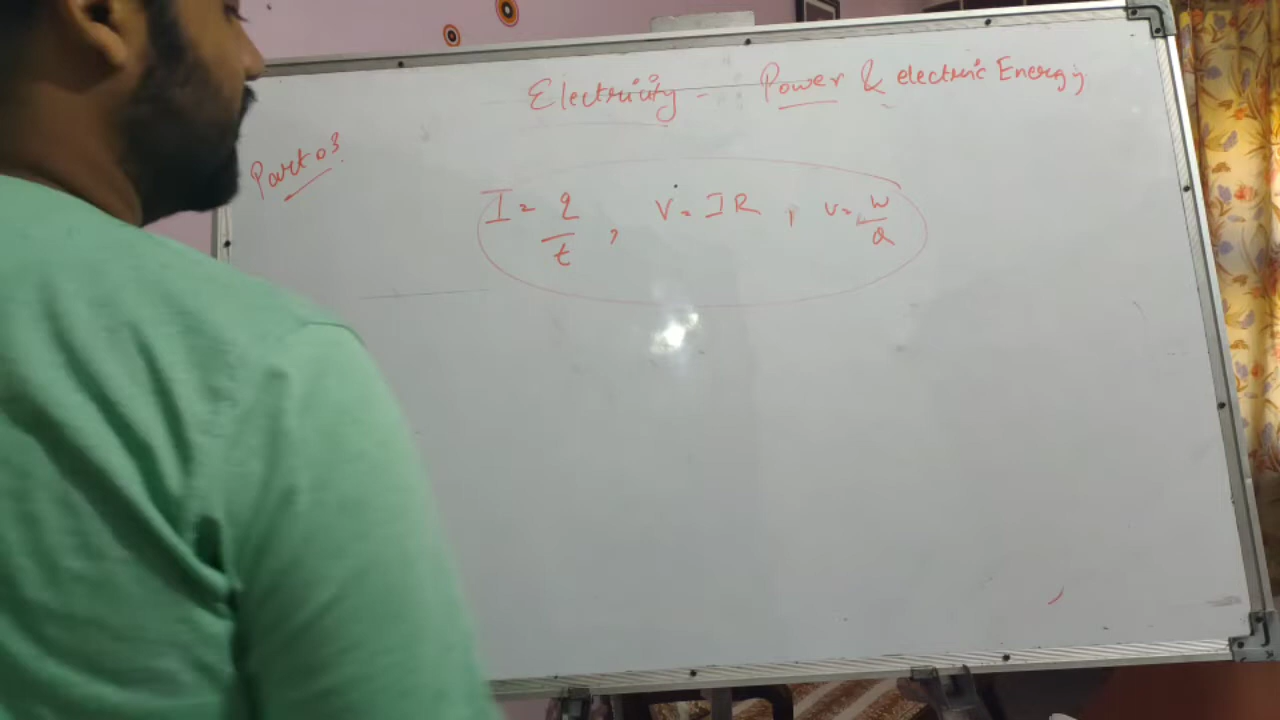 Electricity - Power & electric Energy
Part 03
I = q/t , V = IR , V = W/Q